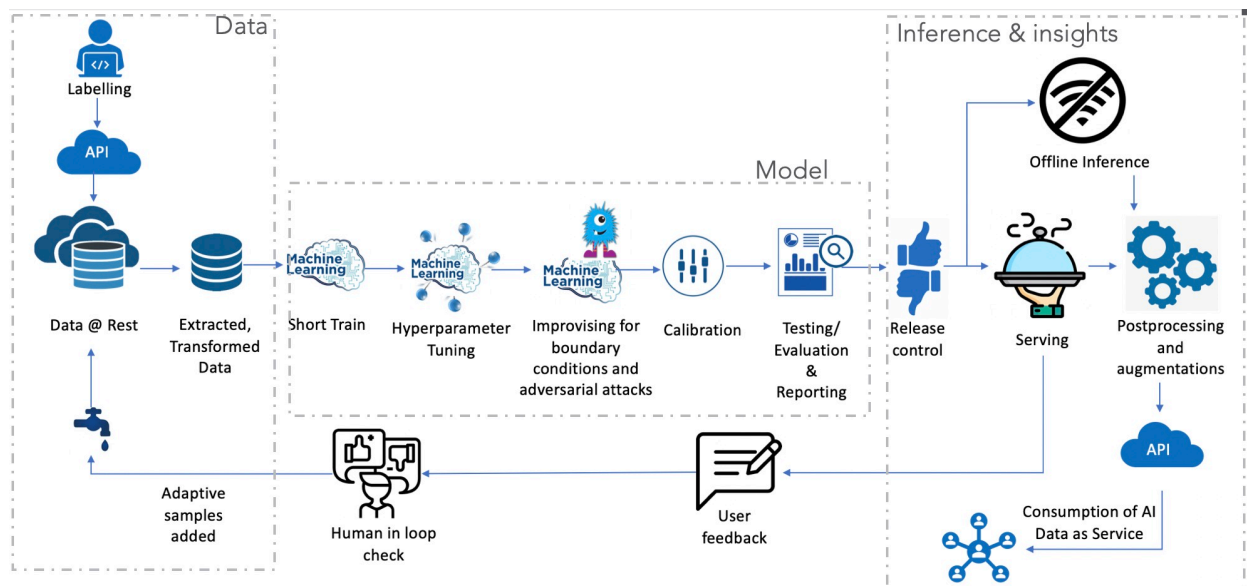 Data
Inference & insights
</>
Labelling
API
Offline Inference
Model
Machine
Learning
Machine
Learning
Machine
Learning
Data @ Rest
Extracted,
Transformed
Data
Short Train
Hyperparameter
Tuning
Improvising for
boundary
conditions and
adversarial attacks
Calibration
Testing/
Evaluation
&
Reporting
Release
control
Serving
Postprocessing
and
augmentations
API
Adaptive
samples
added
Human in loop
check
User
feedback
Consumption of AI
Data as Service